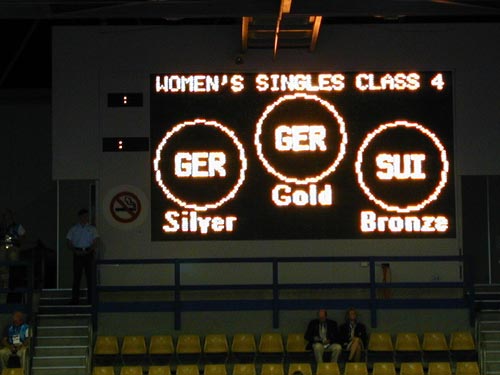 WOMEN'S SINGLES CLASS 4
GER
GER
SUI
Silver
Gold
Bronze